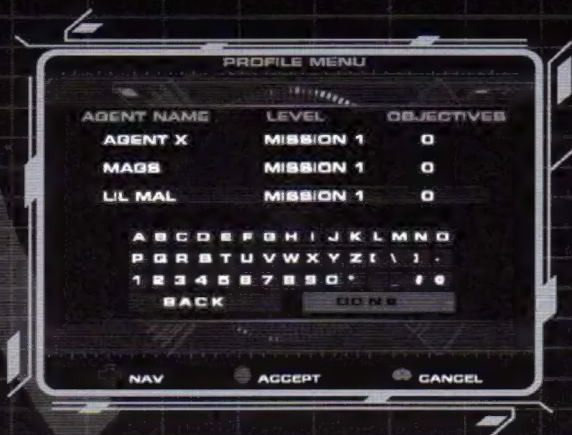 PROFILE MENU
AGENT NAME LEVEL OBJECTIVES
AGENT X MISSION 1 0
MAGS MISSION 1 0
LIL MAL MISSION 1 0
A B C D E F G H I J K L M N O
P Q R S T U V W X Y Z [ \ ] -
1 2 3 4 5 6 7 8 9 0 * _ # @
BACK DONE
NAV ACCEPT CANCEL